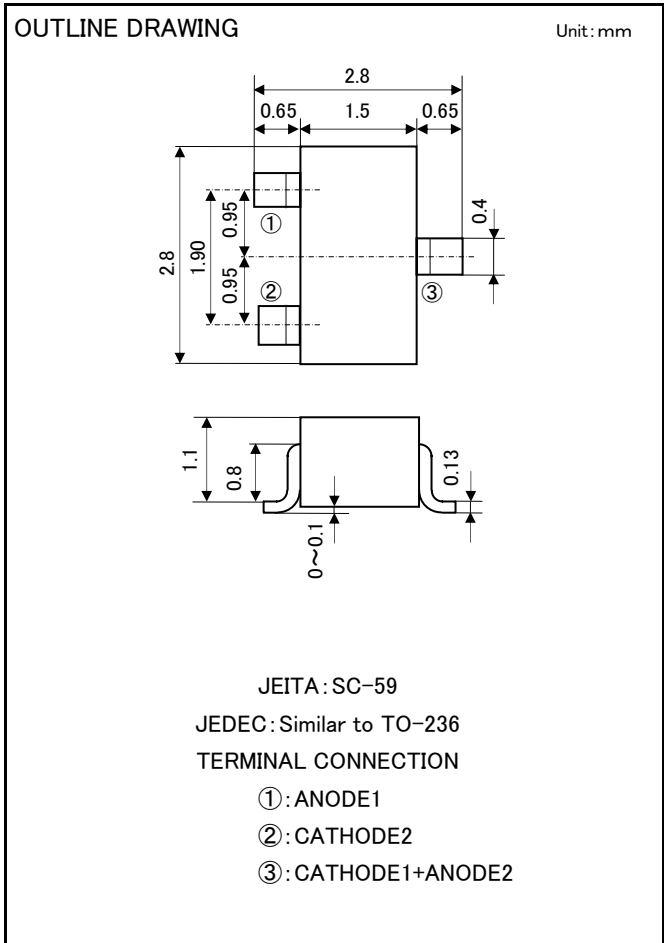 OUTLINE DRAWING Unit:mm
2.8
0.65 1.5 0.65
2.8
1.90
0.95
0.95
①
②
③
0.4
1.1
0.8
0.13
0~0.1
JEITA:SC-59
JEDEC:Similar to TO-236
TERMINAL CONNECTION
①:ANODE1
②:CATHODE2
③:CATHODE1+ANODE2